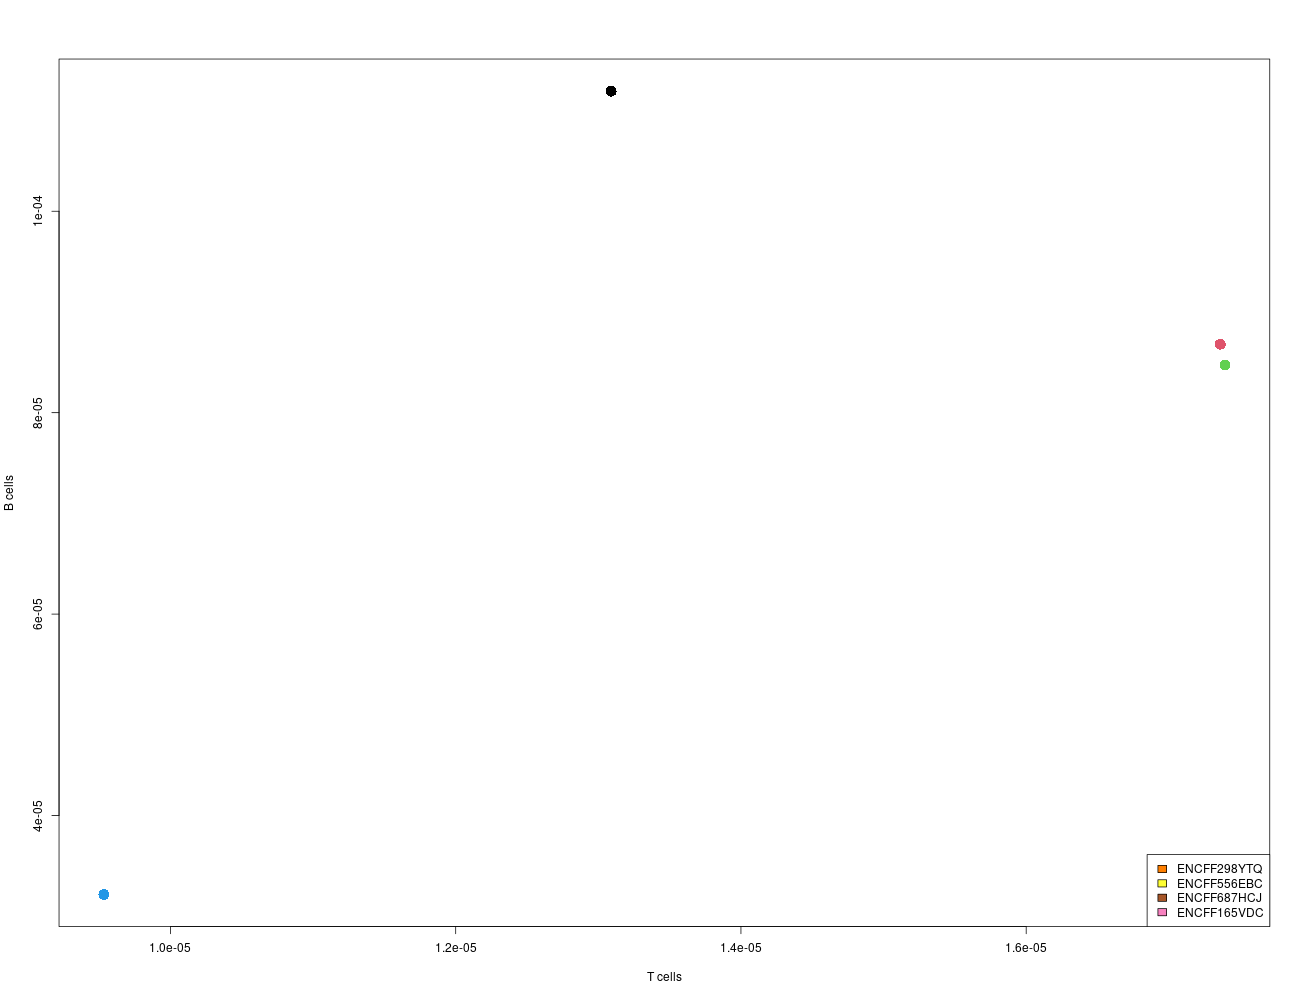 1e-04
8e-05
6e-05
4e-05
B cells
1.0e-05
1.2e-05
1.4e-05
1.6e-05
T cells
ENCFF298YTQ
ENCFF556EBC
ENCFF687HCJ
ENCFF165VDC